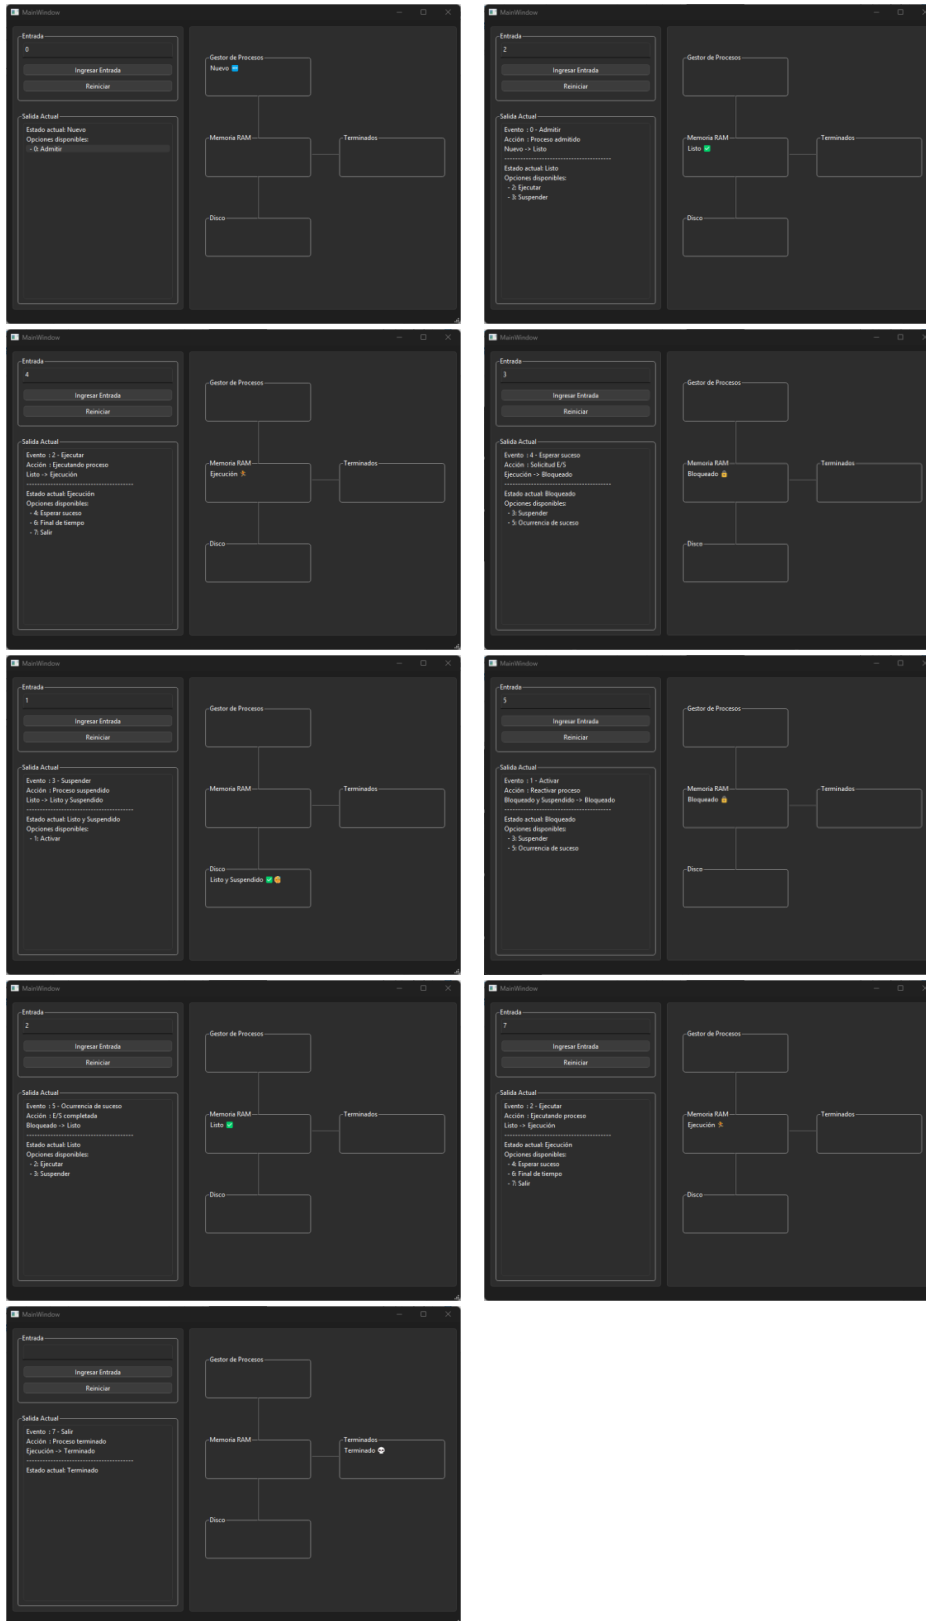 MainWindow
Entrada
0
Ingresar Entrada
Reiniciar
Salida Actual
Estado actual: Nuevo
Opciones disponibles:
- 0: Admitir
Gestor de Procesos
Nuevo
Memoria RAM
Terminados
Disco
MainWindow
Entrada
2
Ingresar Entrada
Reiniciar
Salida Actual
Evento : 0 - Admitir
Acción : Proceso admitido
Nuevo -> Listo
----------------------------------------
Estado actual: Listo
Opciones disponibles:
- 2: Ejecutar
- 3: Suspender
Gestor de Procesos
Memoria RAM
Listo ✅
Terminados
Disco
MainWindow
Entrada
4
Ingresar Entrada
Reiniciar
Salida Actual
Evento : 2 - Ejecutar
Acción : Ejecutando proceso
Listo -> Ejecución
----------------------------------------
Estado actual: Ejecución
Opciones disponibles:
- 4: Esperar suceso
- 6: Final de tiempo
- 7: Salir
Gestor de Procesos
Memoria RAM
Ejecución
Terminados
Disco
MainWindow
Entrada
3
Ingresar Entrada
Reiniciar
Salida Actual
Evento : 4 - Esperar suceso
Acción : Solicitud E/S
Ejecución -> Bloqueado
----------------------------------------
Estado actual: Bloqueado
Opciones disponibles:
- 3: Suspender
- 5: Ocurrencia de suceso
Gestor de Procesos
Memoria RAM
Bloqueado 🔒
Terminados
Disco
MainWindow
Entrada
1
Ingresar Entrada
Reiniciar
Salida Actual
Evento : 3 - Suspender
Acción : Proceso suspendido
Listo -> Listo y Suspendido
----------------------------------------
Estado actual: Listo y Suspendido
Opciones disponibles:
- 1: Activar
Gestor de Procesos
Memoria RAM
Terminados
Disco
Listo y Suspendido ✅
MainWindow
Entrada
5
Ingresar Entrada
Reiniciar
Salida Actual
Evento : 1 - Activar
Acción : Reactivar proceso
Bloqueado y Suspendido -> Bloqueado
----------------------------------------
Estado actual: Bloqueado
Opciones disponibles:
- 3: Suspender
- 5: Ocurrencia de suceso
Gestor de Procesos
Memoria RAM
Bloqueado 🔒
Terminados
Disco
MainWindow
Entrada
2
Ingresar Entrada
Reiniciar
Salida Actual
Evento : 5 - Ocurrencia de suceso
Acción : E/S completada
Bloqueado -> Listo
----------------------------------------
Estado actual: Listo
Opciones disponibles:
- 2: Ejecutar
- 3: Suspender
Gestor de Procesos
Memoria RAM
Listo ✅
Terminados
Disco
MainWindow
Entrada
7
Ingresar Entrada
Reiniciar
Salida Actual
Evento : 2 - Ejecutar
Acción : Ejecutando proceso
Listo -> Ejecución
----------------------------------------
Estado actual: Ejecución
Opciones disponibles:
- 4: Esperar suceso
- 6: Final de tiempo
- 7: Salir
Gestor de Procesos
Memoria RAM
Ejecución
Terminados
Disco
MainWindow
Entrada
Ingresar Entrada
Reiniciar
Salida Actual
Evento : 7 - Salir
Acción : Proceso terminado
Ejecución -> Terminado
----------------------------------------
Estado actual: Terminado
Gestor de Procesos
Memoria RAM
Terminados
Terminado 💀
Disco